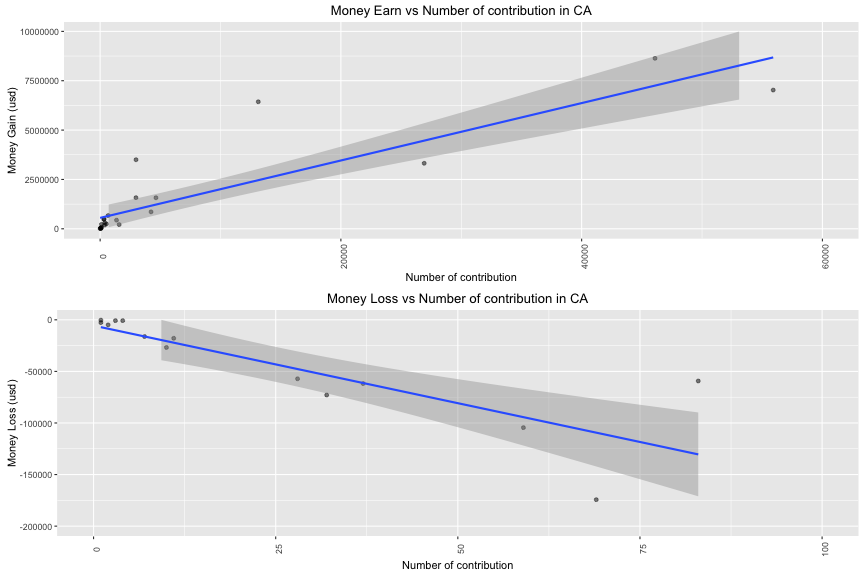 Money Earn vs Number of contribution in CA
Money Gain (usd)
10000000
7500000
5000000
2500000
0
0 20000 40000 60000
Number of contribution
Money Loss vs Number of contribution in CA
Money Loss (usd)
0
-50000
-100000
-150000
-200000
0 25 50 75 100
Number of contribution